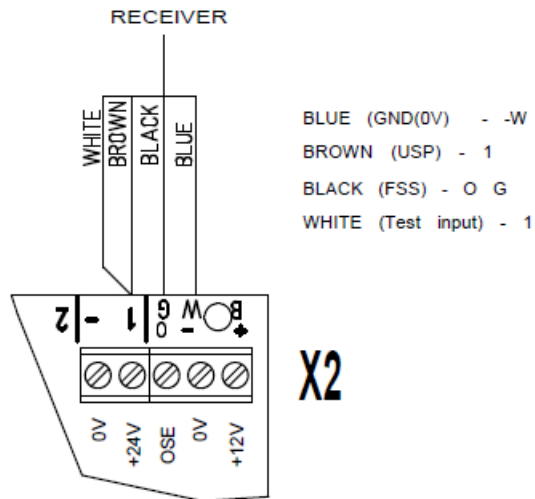 RECEIVER
WHITE
BROWN
BLACK
BLUE
BLUE (GND(0V) - -W
BROWN (USP) - 1
BLACK (FSS) - O G
WHITE (Test input) - 1
2 - 1 O G - W B +
X2
0V
+24V
OSE
0V
+12V